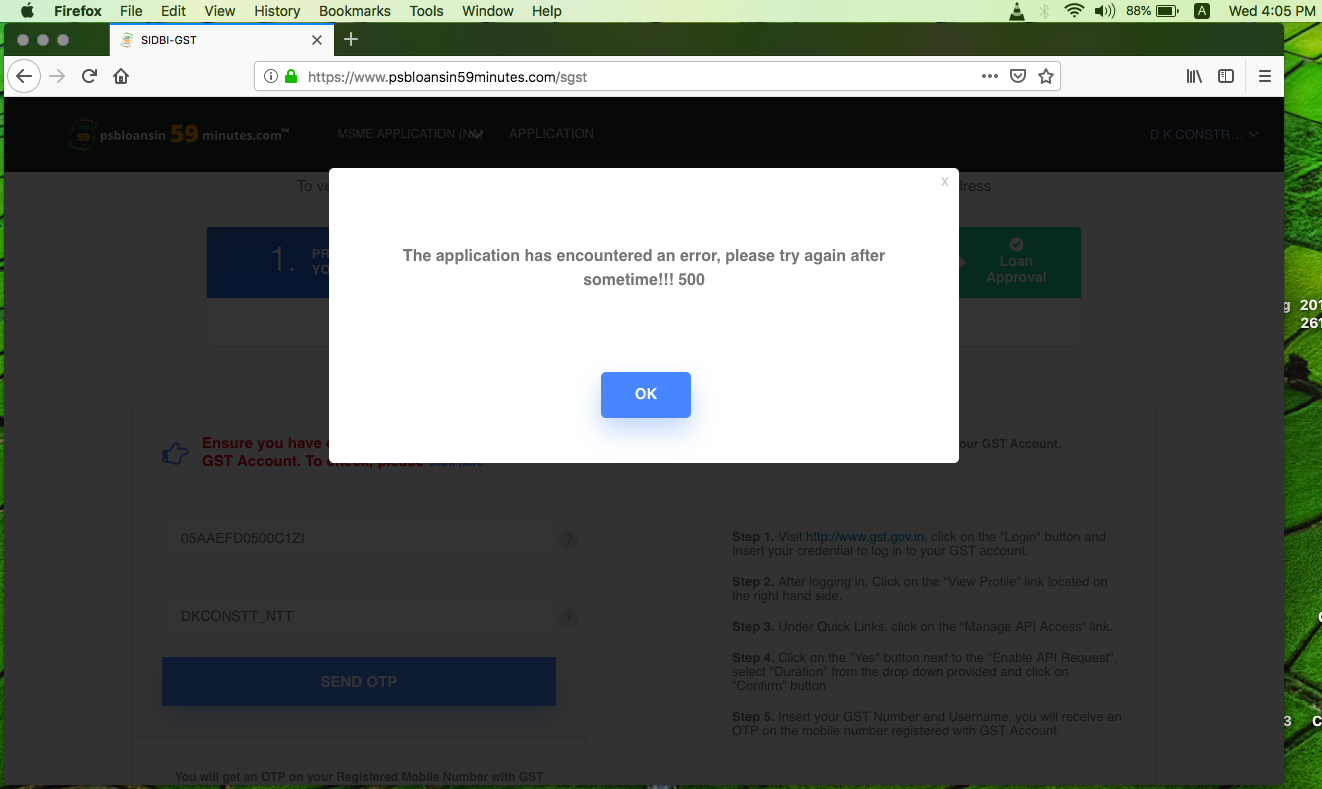 Firefox File Edit View History Bookmarks Tools Window Help 88% A Wed 4:05 PM
SIDBI-GST
https://www.psbloansin59minutes.com/sgst
psbloansin 59 minutes.com™ MSME APPLICATION APPLICATION D K CONSTR...
To
x
1.
Loan
Approval
The application has encountered an error, please try again after
sometime!!! 500
OK
201
261
Ensure you have
GST Account. To check, please click here
GST Account.
05AAEFD0500C1ZI ?
DKCONSTT_NTT ?
SEND OTP
You will get an OTP on your Registered Mobile Number with GST
Step 1. Visit http://www.gst.gov.in, click on the "Login" button and
Insert your credential to log in to your GST account.
Step 2. After logging in, Click on the "View Profile" link located on
the right hand side.
Step 3. Under Quick Links, click on the "Manage API Access" link.
Step 4. Click on the "Yes" button next to the "Enable API Request",
select "Duration" from the drop down provided and click on
"Confirm" button
Step 5. Insert your GST Number and Username, you will receive an
OTP on the mobile number registered with GST Account.
3